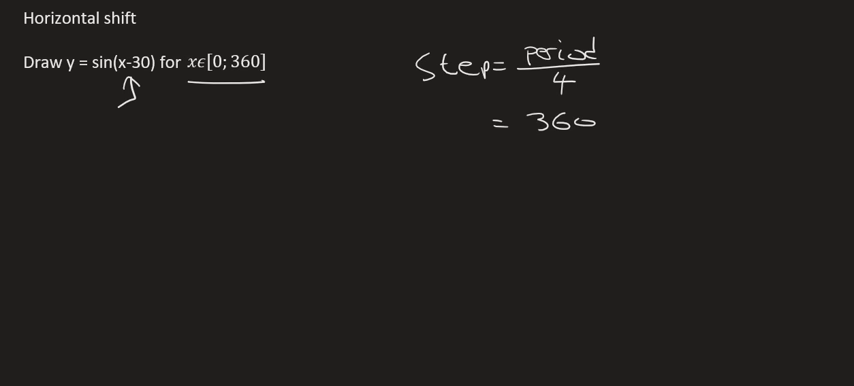 Horizontal shift
Draw y = sin(x-30) for xϵ[0; 360]
Step = period / 4
= 360